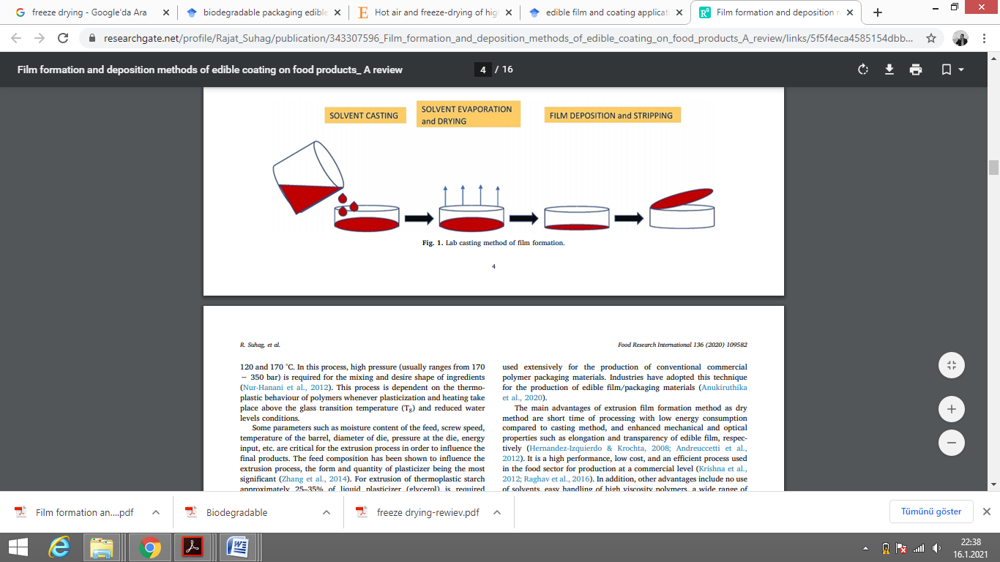 freeze drying - Google'da Ara
biodegradable packaging edible
Hot air and freeze-drying of hig
edible film and coating applicat
Film formation and deposition m
researchgate.net/profile/Rajat_Suhag/publication/343307596_Film_formation_and_deposition_methods_of_edible_coating_on_food_products_A_review/links/5f5f4eca4585154dbb...
Film formation and deposition methods of edible coating on food products_ A review
4 / 16
SOLVENT CASTING
SOLVENT EVAPORATION
and DRYING
FILM DEPOSITION and STRIPPING
Fig. 1. Lab casting method of film formation.
4
R. Suhag, et al.
Food Research International 136 (2020) 109582
120 and 170 °C. In this process, high pressure (usually ranges from 170
− 350 bar) is required for the mixing and desire shape of ingredients
(Nur-Hanani et al., 2012). This process is dependent on the thermo-
plastic behaviour of polymers whenever plasticization and heating take
place above the glass transition temperature (Tg) and reduced water
levels conditions.
Some parameters such as moisture content of the feed, screw speed,
temperature of the barrel, diameter of die, pressure at the die, energy
input, etc. are critical for the extrusion process in order to influence the
final products. The feed composition has been shown to influence the
extrusion process, the form and quantity of plasticizer being the most
significant (Zhang et al., 2014). For extrusion of thermoplastic starch
approximately 25–35% of liquid plasticizer (glycerol) is required
used extensively for the production of conventional commercial
polymer packaging materials. Industries have adopted this technique
for the production of edible film/packaging materials (Anukiruthika
et al., 2020).
The main advantages of extrusion film formation method as dry
method are short time of processing with low energy consumption
compared to casting method, and enhanced mechanical and optical
properties such as elongation and transparency of edible film, respec-
tively (Hernandez-Izquierdo & Krochta, 2008; Andreuccetti et al.,
2012). It is a high performance, low cost, and an efficient process used
in the food sector for production at a commercial level (Krishna et al.,
2012; Raghav et al., 2016). In addition, other advantages include no use
of solvents, easy handling of high viscosity polymers, a wide range of
Film formation an....pdf
Biodegradable
freeze drying-rewiev.pdf
Tümünü göster
22:38
16.1.2021